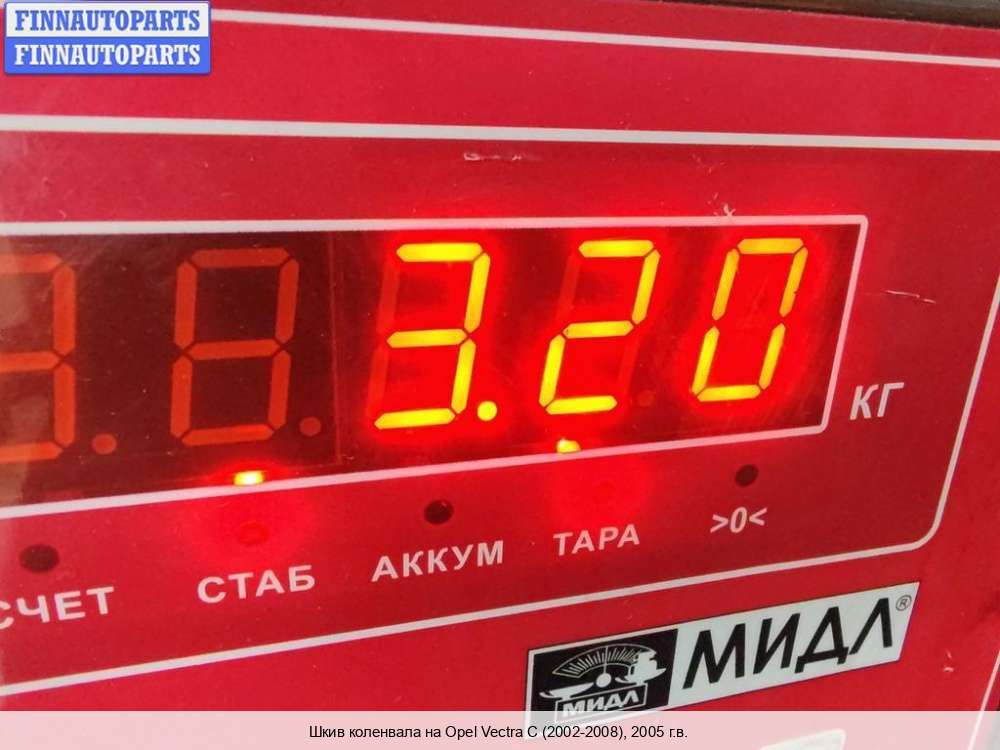 FINNAUTOPARTS
FINNAUTOPARTS
3.20
КГ
СЧЕТ
СТАБ
АККУМ
ТАРА
>0<
МИДЛ
МИДЛ®
Шкив коленвала на Opel Vectra C (2002-2008), 2005 г.в.